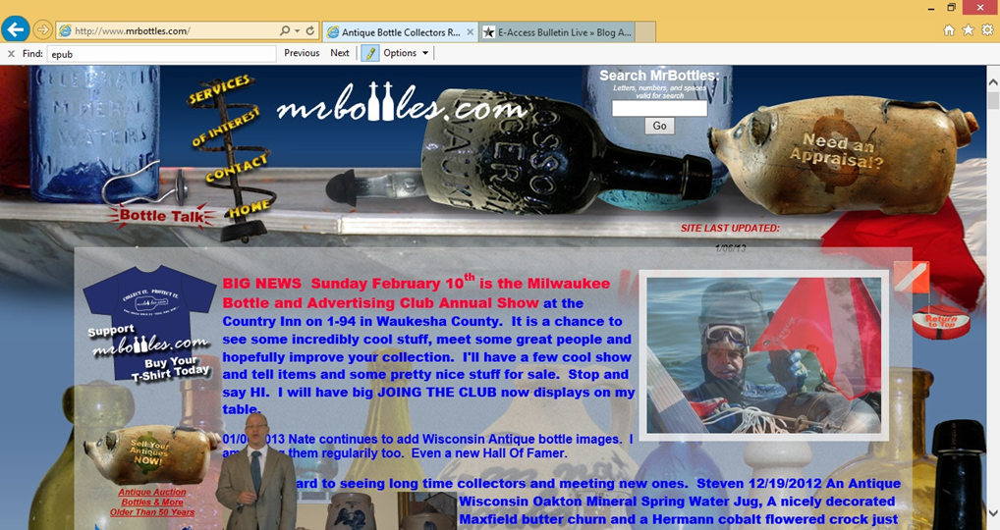 http://www.mrbottles.com/
Antique Bottle Collectors R...
E-Access Bulletin Live » Blog A...
Find: epub Previous Next Options
SERVICES
OF INTEREST
CONTACT
HOME
Bottle Talk
mrbottles.com
Search MrBottles:
Letters, numbers, and spaces
valid for search
Go
Need an
Appraisal?
SITE LAST UPDATED:
1/06/13
Return
to Top
COLLECT IT. PROTECT IT.
Support
mrbottles.com
Buy Your
T-Shirt Today
Sell Your
Antiques
NOW!
Antique Auction
Bottles & More
Older Than 50 Years
BIG NEWS Sunday February 10th is the Milwaukee
Bottle and Advertising Club Annual Show at the
Country Inn on 1-94 in Waukesha County. It is a chance to
see some incredibly cool stuff, meet some great people and
hopefully improve your collection. I'll have a few cool show
and tell items and some pretty nice stuff for sale. Stop and
say HI. I will have big JOINING THE CLUB now displays on my
table.
013 Nate continues to add Wisconsin Antique bottle images. I
them regularily too. Even a new Hall Of Famer.
ard to seeing long time collectors and meeting new ones. Steven 12/19/2012 An Antique
Wisconsin Oakton Mineral Spring Water Jug, A nicely decorated
Maxfield butter churn and a Hermann cobalt flowered crock just